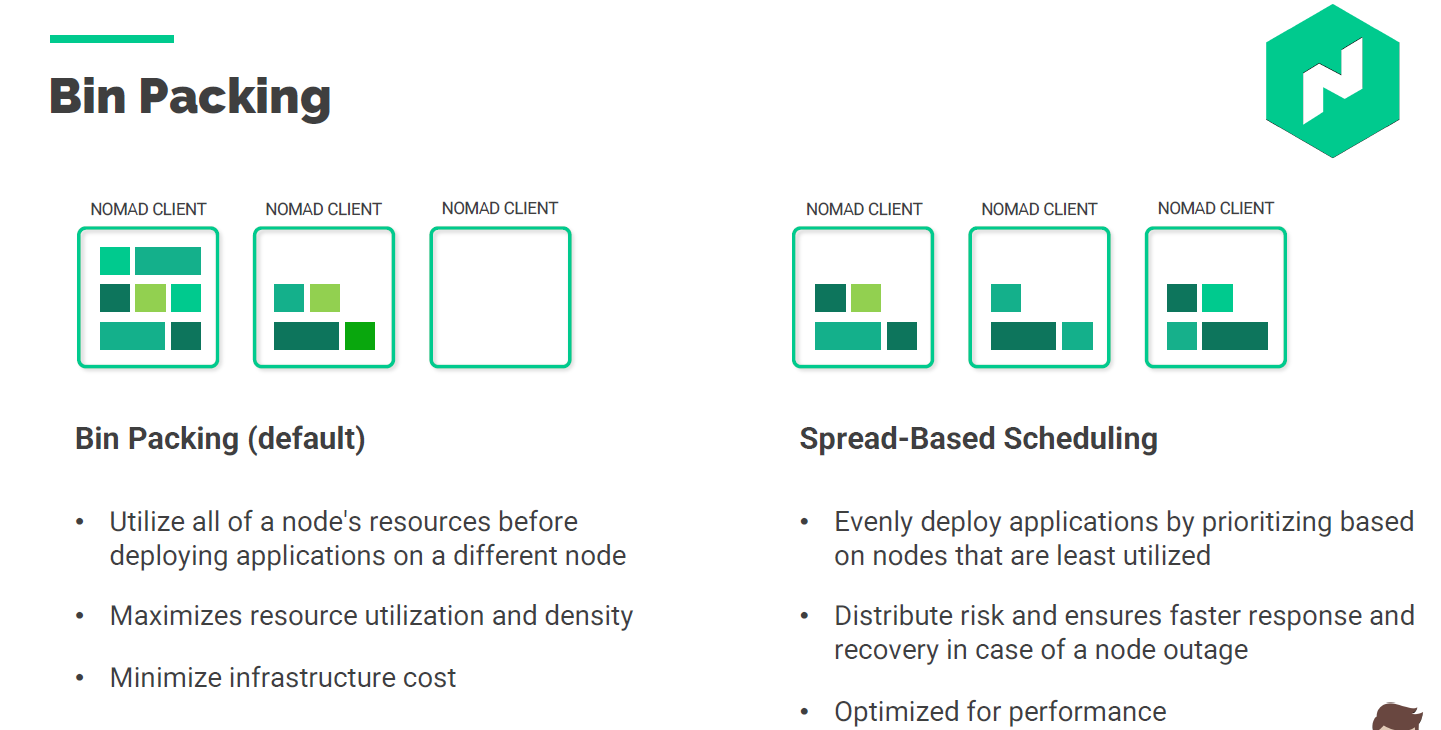 Bin Packing
NOMAD CLIENT
NOMAD CLIENT
NOMAD CLIENT
Bin Packing (default)
• Utilize all of a node's resources before
deploying applications on a different node
• Maximizes resource utilization and density
• Minimize infrastructure cost
NOMAD CLIENT
NOMAD CLIENT
NOMAD CLIENT
Spread-Based Scheduling
• Evenly deploy applications by prioritizing based
on nodes that are least utilized
• Distribute risk and ensures faster response and
recovery in case of a node outage
• Optimized for performance